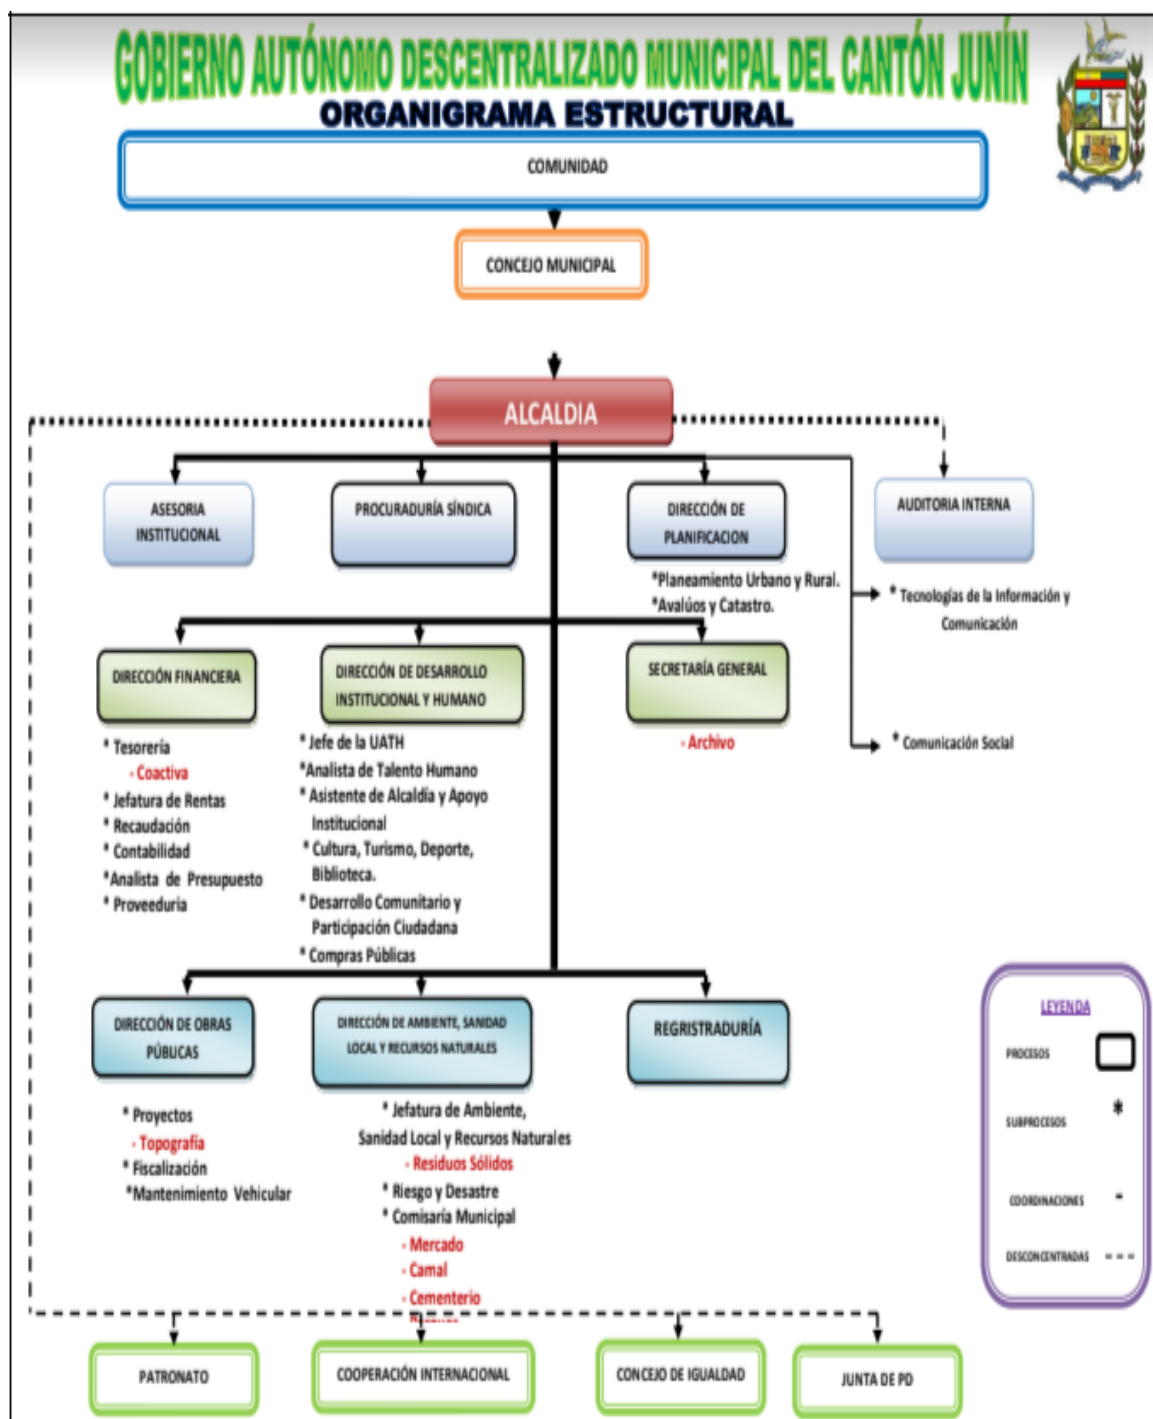 GOBIERNO AUTÓNOMO DESCENTRALIZADO MUNICIPAL DEL CANTÓN JUNÍN
ORGANIGRAMA ESTRUCTURAL
COMUNIDAD
CONCEJO MUNICIPAL
ALCALDIA
ASESORIA
INSTITUCIONAL
PROCURADURÍA SÍNDICA
DIRECCIÓN DE
PLANIFICACION
*Planeamiento Urbano y Rural.
*Avalúos y Catastro.
AUDITORIA INTERNA
* Tecnologías de la Información y
Comunicación
* Comunicación Social
DIRECCIÓN FINANCIERA
* Tesorería
- Coactiva
* Jefatura de Rentas
* Recaudación
* Contabilidad
*Analista de Presupuesto
* Proveeduria
DIRECCIÓN DE DESARROLLO
INSTITUCIONAL Y HUMANO
* Jefe de la UATH
*Analista de Talento Humano
* Asistente de Alcaldía y Apoyo
Institucional
* Cultura, Turismo, Deporte,
Biblioteca.
* Desarrollo Comunitario y
Participación Ciudadana
* Compras Públicas
SECRETARÍA GENERAL
- Archivo
DIRECCIÓN DE OBRAS
PÚBLICAS
* Proyectos
- Topografía
* Fiscalización
*Mantenimiento Vehicular
DIRECCIÓN DE AMBIENTE, SANIDAD
LOCAL Y RECURSOS NATURALES
* Jefatura de Ambiente,
Sanidad Local y Recursos Naturales
- Residuos Sólidos
* Riesgo y Desastre
* Comisaría Municipal
- Mercado
- Camal
- Cementerio
REGRISTRADURÍA
LEYENDA
PROCESOS
SUBPROCESOS *
COORDINACIONES -
DESCONCENTRADAS - - -
PATRONATO
COOPERACIÓN INTERNACIONAL
CONCEJO DE IGUALDAD
JUNTA DE PD